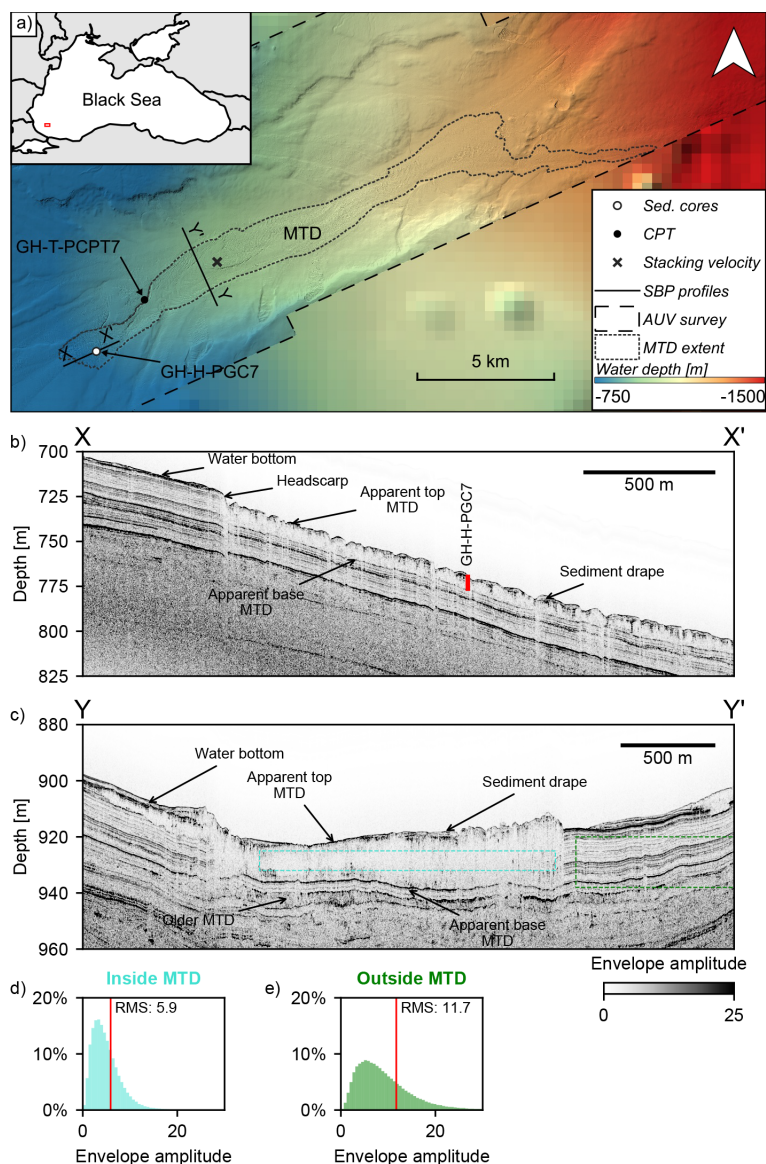 a)
Black Sea
GH-T-PCPT7
MTD
Y'
Y
X
X'
GH-H-PGC7
5 km
Sed. cores
CPT
Stacking velocity
SBP profiles
AUV survey
MTD extent
Water depth [m]
-750
-1500
b)
X
X'
700
725
750
775
800
825
Depth [m]
Water bottom
Headscarp
Apparent top
MTD
500 m
GH-H-PGC7
Apparent base
MTD
Sediment drape
c)
Y
Y'
880
900
920
940
960
Depth [m]
Water bottom
Apparent top
MTD
Sediment drape
500 m
Older MTD
Apparent base
MTD
Envelope amplitude
0
25
d)
Inside MTD
20%
10%
0%
RMS: 5.9
0
20
Envelope amplitude
e)
Outside MTD
20%
10%
0%
RMS: 11.7
0
20
Envelope amplitude